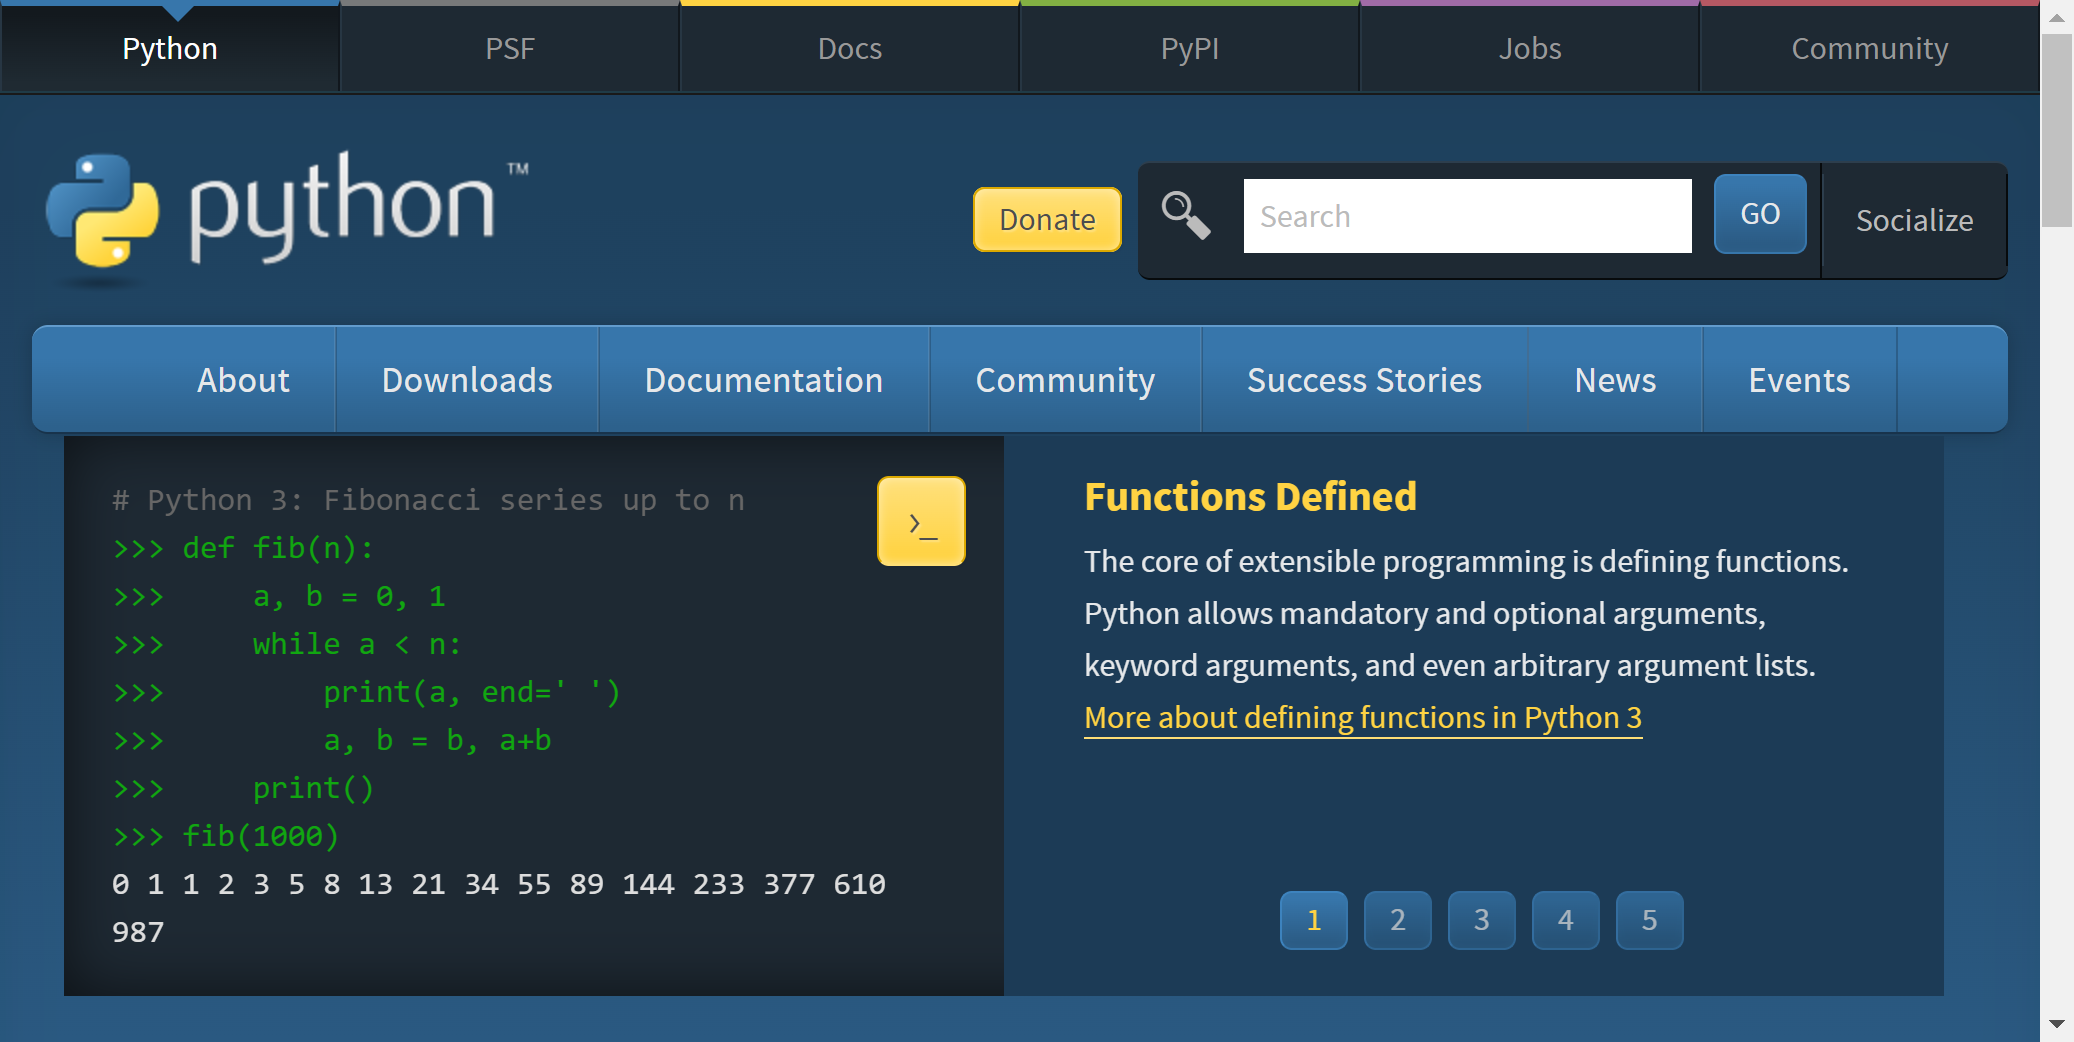 Python PSF Docs PyPI Jobs Community
python™
Donate Search GO Socialize
About Downloads Documentation Community Success Stories News Events
# Python 3: Fibonacci series up to n
>>> def fib(n):
>>>     a, b = 0, 1
>>>     while a < n:
>>>         print(a, end=' ')
>>>         a, b = b, a+b
>>>     print()
>>> fib(1000)
0 1 1 2 3 5 8 13 21 34 55 89 144 233 377 610
987
>_
Functions Defined
The core of extensible programming is defining functions.
Python allows mandatory and optional arguments,
keyword arguments, and even arbitrary argument lists.
More about defining functions in Python 3
1 2 3 4 5